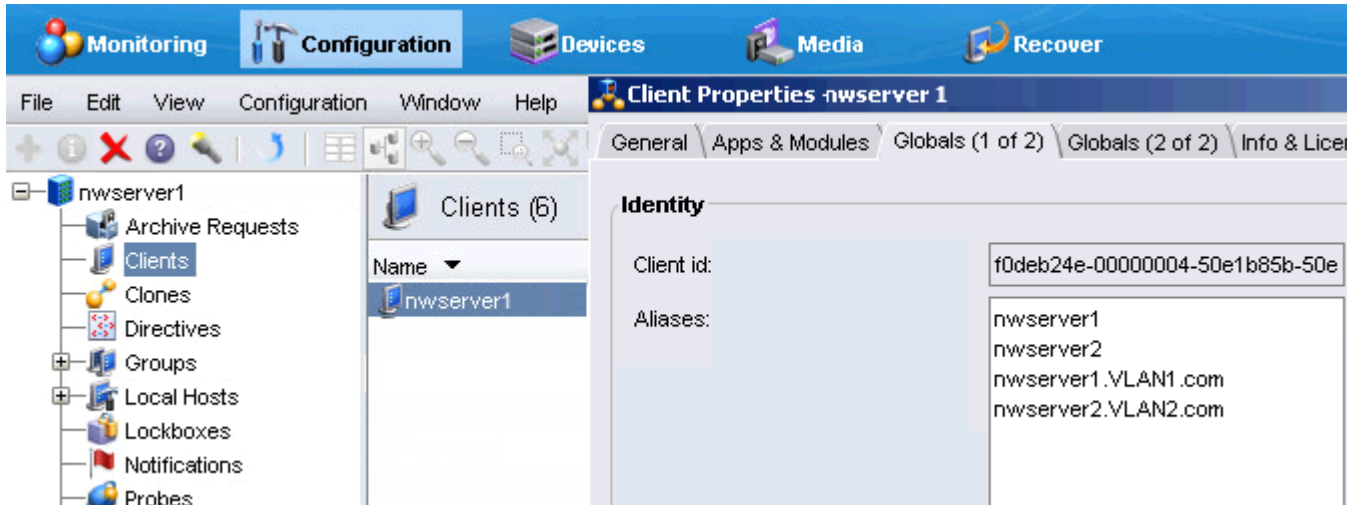 Monitoring Configuration Devices Media Recover
File Edit View Configuration Window Help
Client Properties -nwserver 1
General Apps & Modules Globals (1 of 2) Globals (2 of 2) Info & Licen
nwserver1
Archive Requests
Clients
Clones
Directives
Groups
Local Hosts
Lockboxes
Notifications
Probes
Clients (6)
Name
nwserver1
Identity
Client id: f0deb24e-00000004-50e1b85b-50e
Aliases:
nwserver1
nwserver2
nwserver1.VLAN1.com
nwserver2.VLAN2.com